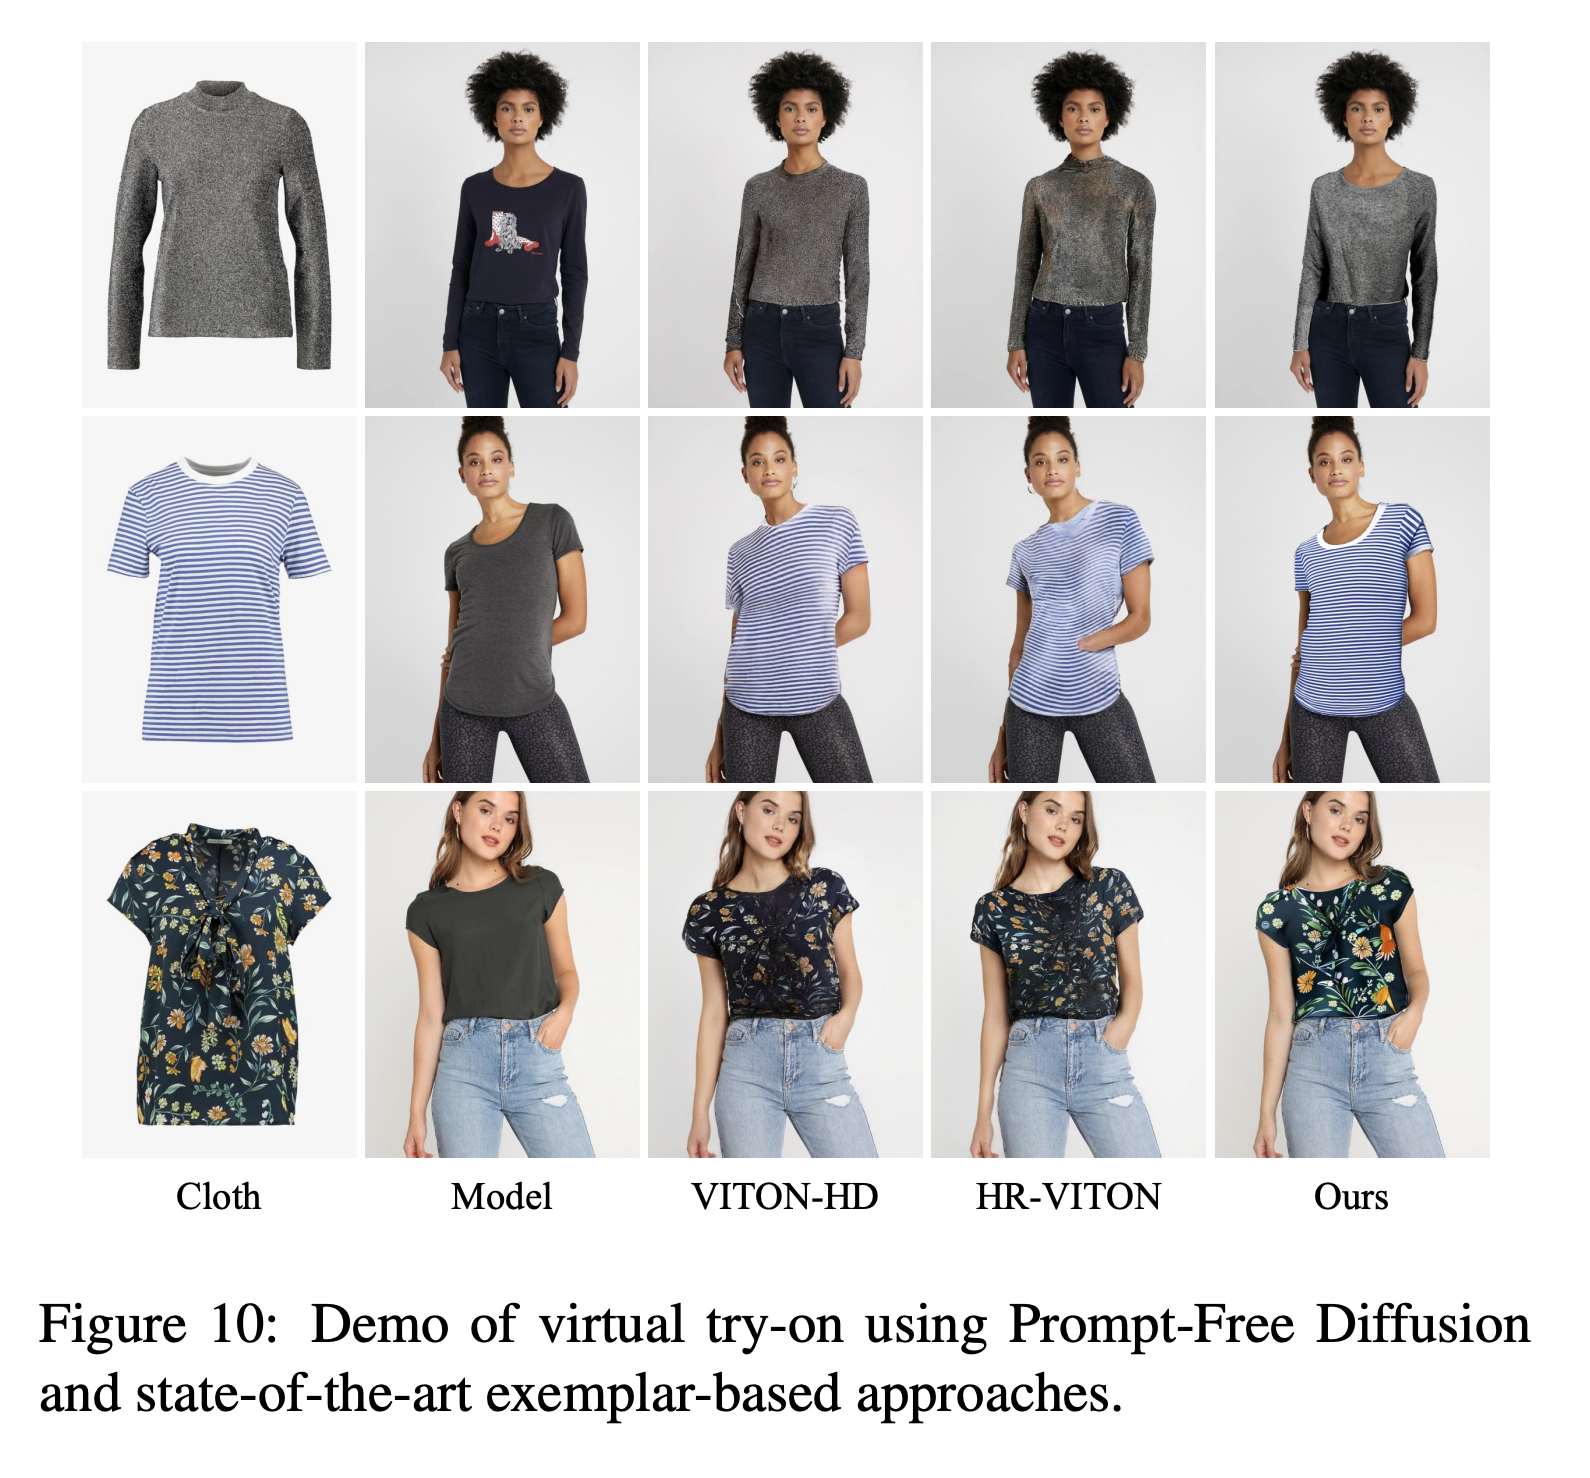 Cloth Model VITON-HD HR-VITON Ours
Figure 10: Demo of virtual try-on using Prompt-Free Diffusion
and state-of-the-art exemplar-based approaches.